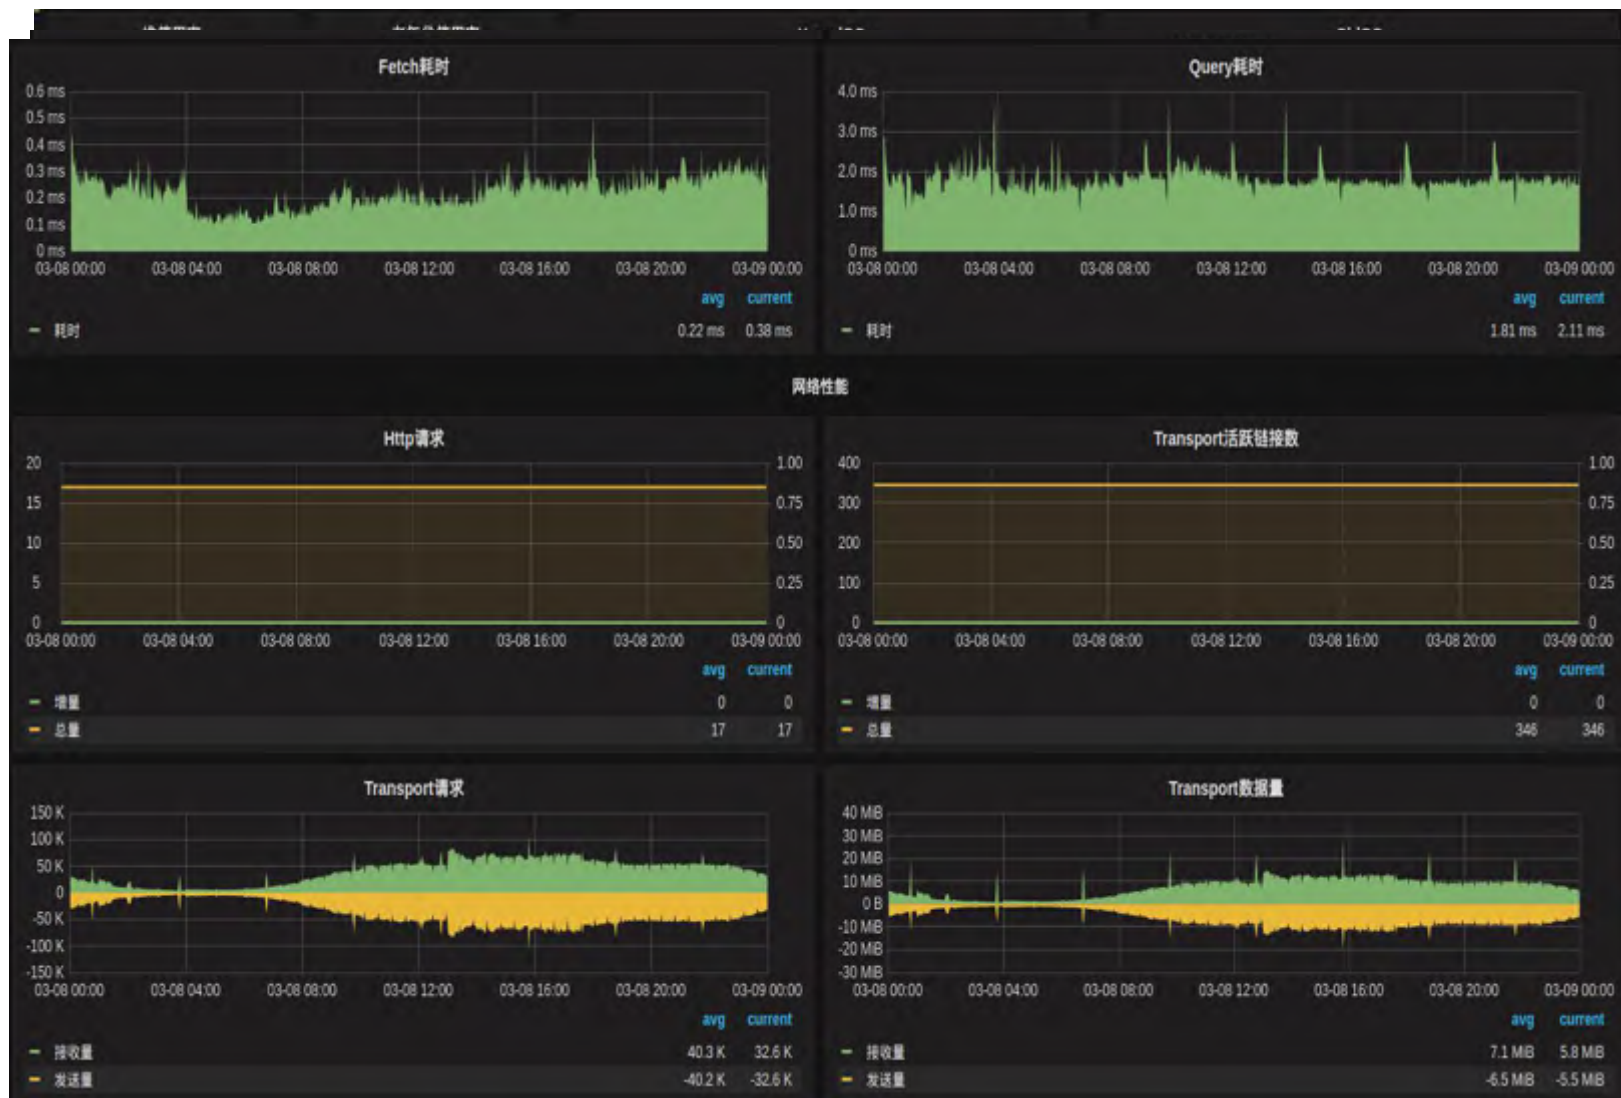 Fetch耗时
0.6 ms
0.5 ms
0.4 ms
0.3 ms
0.2 ms
0.1 ms
0 ms
03-08 00:00 03-08 04:00 03-08 08:00 03-08 12:00 03-08 16:00 03-08 20:00 03-09 00:00
avg current
耗时 0.22 ms 0.38 ms
Query耗时
4.0 ms
3.0 ms
2.0 ms
1.0 ms
0 ms
03-08 00:00 03-08 04:00 03-08 08:00 03-08 12:00 03-08 16:00 03-08 20:00 03-09 00:00
avg current
耗时 1.81 ms 2.11 ms
网络性能
Http请求
20 1.00
15 0.75
10 0.50
5 0.25
0 0
03-08 00:00 03-08 04:00 03-08 08:00 03-08 12:00 03-08 16:00 03-08 20:00 03-09 00:00
avg current
增量 0 0
总量 17 17
Transport活跃链接数
400 1.00
300 0.75
200 0.50
100 0.25
0 0
03-08 00:00 03-08 04:00 03-08 08:00 03-08 12:00 03-08 16:00 03-08 20:00 03-09 00:00
avg current
增量 0 0
总量 346 346
Transport请求
150 K
100 K
50 K
0
-50 K
-100 K
-150 K
03-08 00:00 03-08 04:00 03-08 08:00 03-08 12:00 03-08 16:00 03-08 20:00 03-09 00:00
avg current
接收量 40.3 K 32.6 K
发送量 -40.2 K -32.6 K
Transport数据量
40 MiB
30 MiB
20 MiB
10 MiB
0 B
-10 MiB
-20 MiB
-30 MiB
03-08 00:00 03-08 04:00 03-08 08:00 03-08 12:00 03-08 16:00 03-08 20:00 03-09 00:00
avg current
接收量 7.1 MiB 5.8 MiB
发送量 -6.5 MiB -5.5 MiB